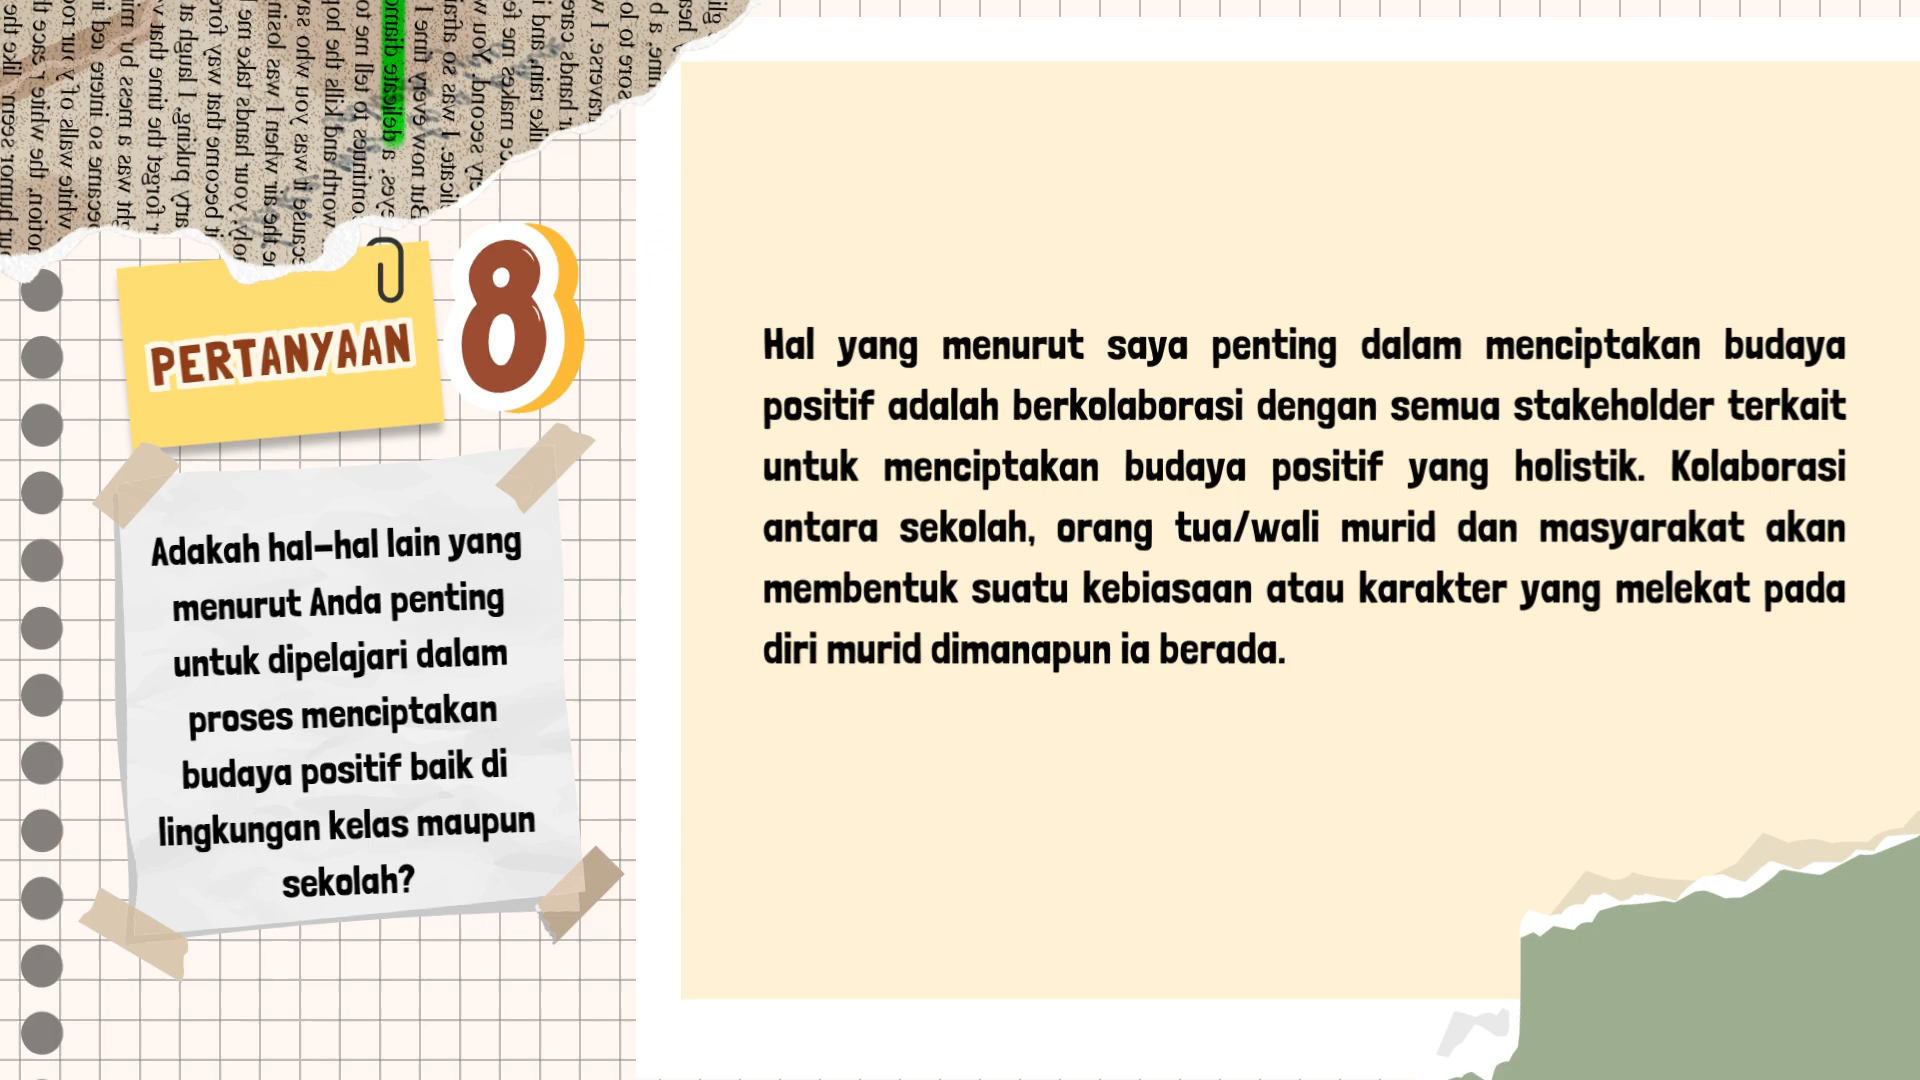 PERTANYAAN
8
Adakah hal-hal lain yang
menurut Anda penting
untuk dipelajari dalam
proses menciptakan
budaya positif baik di
lingkungan kelas maupun
sekolah?
Hal yang menurut saya penting dalam menciptakan budaya
positif adalah berkolaborasi dengan semua stakeholder terkait
untuk menciptakan budaya positif yang holistik. Kolaborasi
antara sekolah, orang tua/wali murid dan masyarakat akan
membentuk suatu kebiasaan atau karakter yang melekat pada
diri murid dimanapun ia berada.